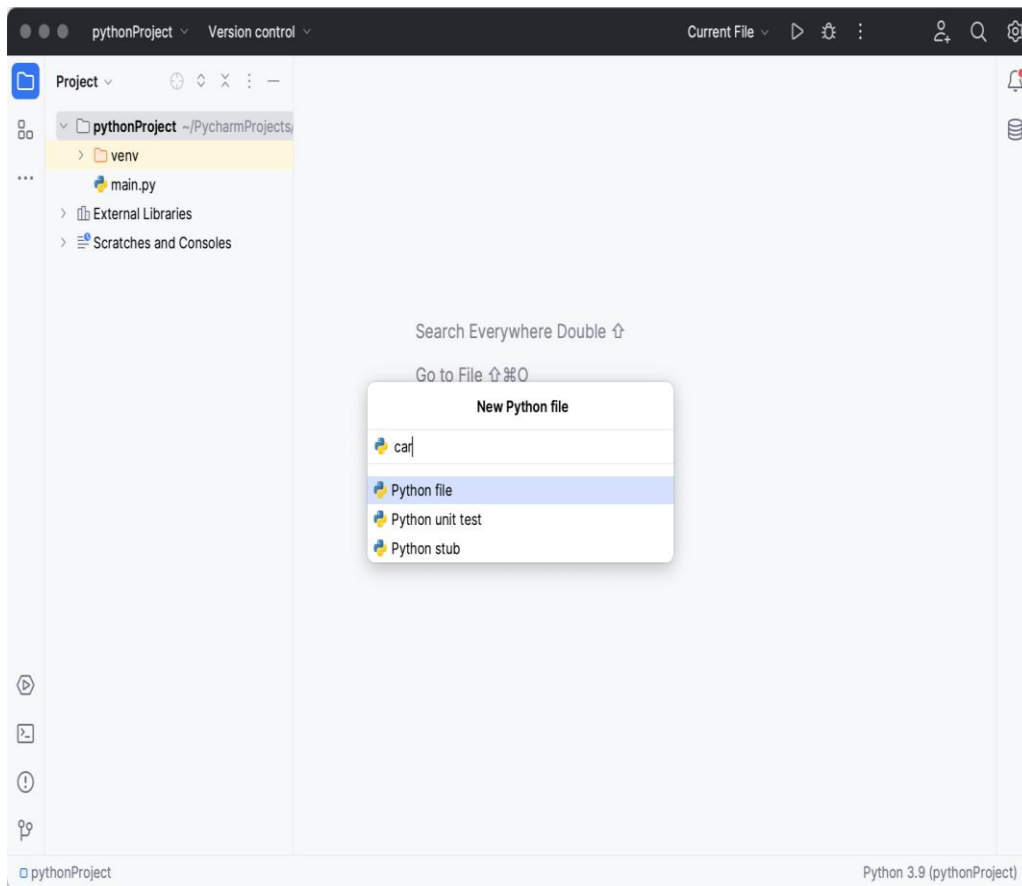 pythonProject Version control Current File
Project
pythonProject ~/PycharmProjects/
venv
main.py
External Libraries
Scratches and Consoles
Search Everywhere Double ⇧
Go to File ⇧⌘O
New Python file
car
Python file
Python unit test
Python stub
pythonProject Python 3.9 (pythonProject)